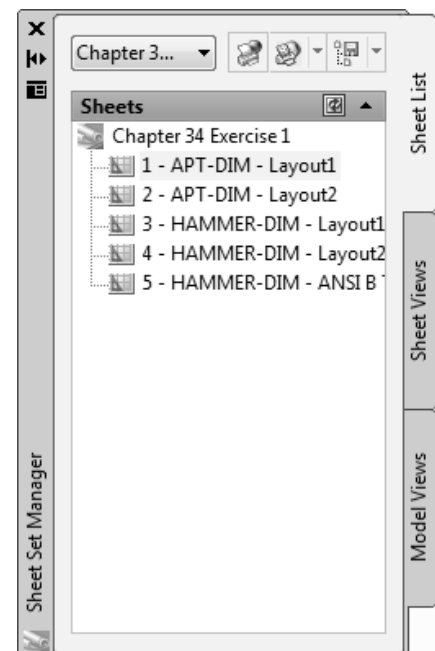 Chapter 3...
Sheets
Chapter 34 Exercise 1
1 - APT-DIM - Layout1
2 - APT-DIM - Layout2
3 - HAMMER-DIM - Layout1
4 - HAMMER-DIM - Layout2
5 - HAMMER-DIM - ANSI B
Sheet List
Sheet Views
Model Views
Sheet Set Manager